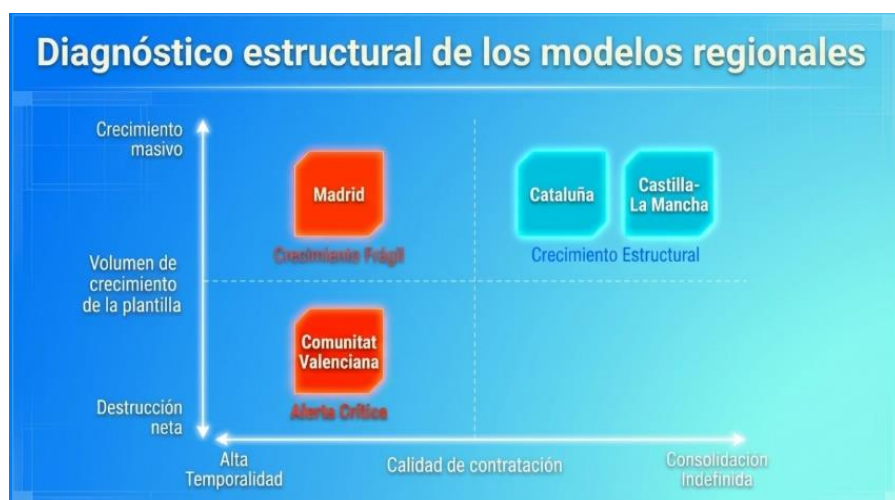 Diagnóstico estructural de los modelos regionales
Crecimiento
masivo
Madrid
Crecimiento Frágil
Cataluña
Castilla-
La Mancha
Crecimiento Estructural
Volumen de
crecimiento
de la plantilla
Comunitat
Valenciana
Alerta Crítica
Destrucción
neta
Alta
Temporalidad
Calidad de contratación
Consolidación
Indefinida